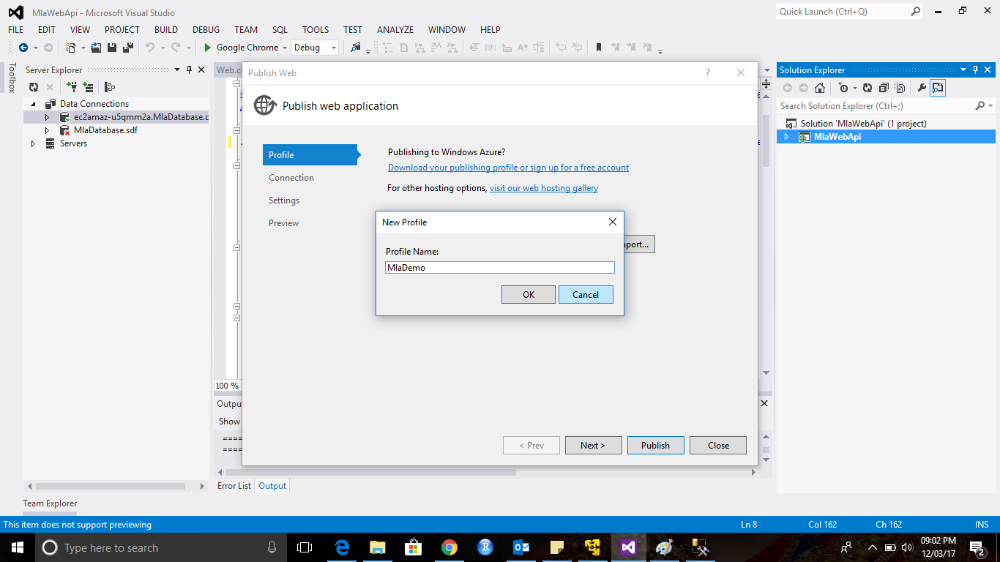 MlaWebApi - Microsoft Visual Studio
Quick Launch (Ctrl+Q)
FILE EDIT VIEW PROJECT BUILD DEBUG TEAM SQL TOOLS TEST ANALYZE WINDOW HELP
Google Chrome Debug
Toolbox
Server Explorer
Data Connections
ec2amaz-u5qmm2a.MlaDatabase.d
MlaDatabase.sdf
Servers
Web.c
Publish Web
?
Publish web application
Profile
Connection
Settings
Preview
Publishing to Windows Azure?
Download your publishing profile or sign up for a free account
For other hosting options, visit our web hosting gallery
port...
New Profile
Profile Name:
MlaDemo
OK Cancel
< Prev Next > Publish Close
100 %
Outpu
Show
====
====
Error List Output
Solution Explorer
Search Solution Explorer (Ctrl+;)
Solution 'MlaWebApi' (1 project)
MlaWebApi
Team Explorer
This item does not support previewing
Ln 8 Col 162 Ch 162 INS
Type here to search
09:02 PM
12/03/17
2